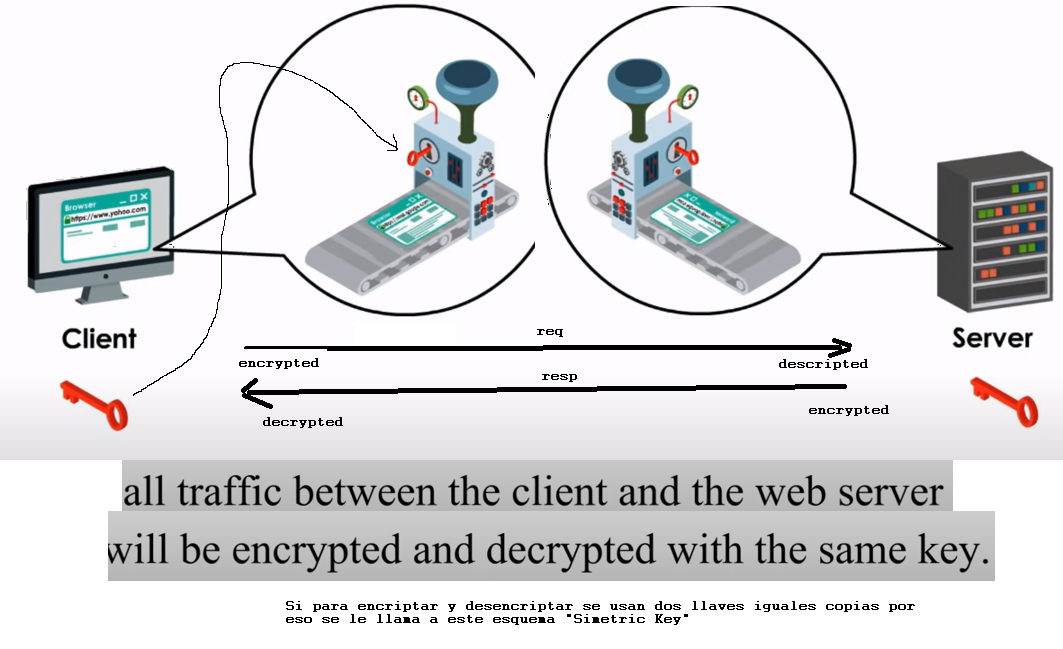 Browser
https://www.yahoo.com
Browser
Client
Server
req
encrypted
descripted
resp
decrypted
encrypted
all traffic between the client and the web server
will be encrypted and decrypted with the same key.
Si para encriptar y desencriptar se usan dos llaves iguales copias por
eso se le llama a este esquema "Simetric Key"